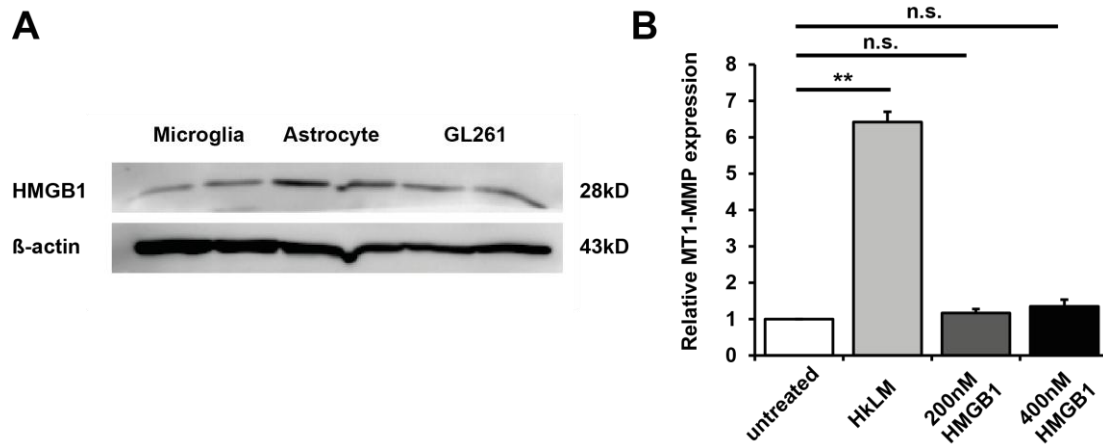 A
Microglia Astrocyte GL261
HMGB1 28kD
ß-actin 43kD
B
n.s.
n.s.
**
Relative MT1-MMP expression
8
7
6
5
4
3
2
1
0
untreated
HkLM
200nM
HMGB1
400nM
HMGB1